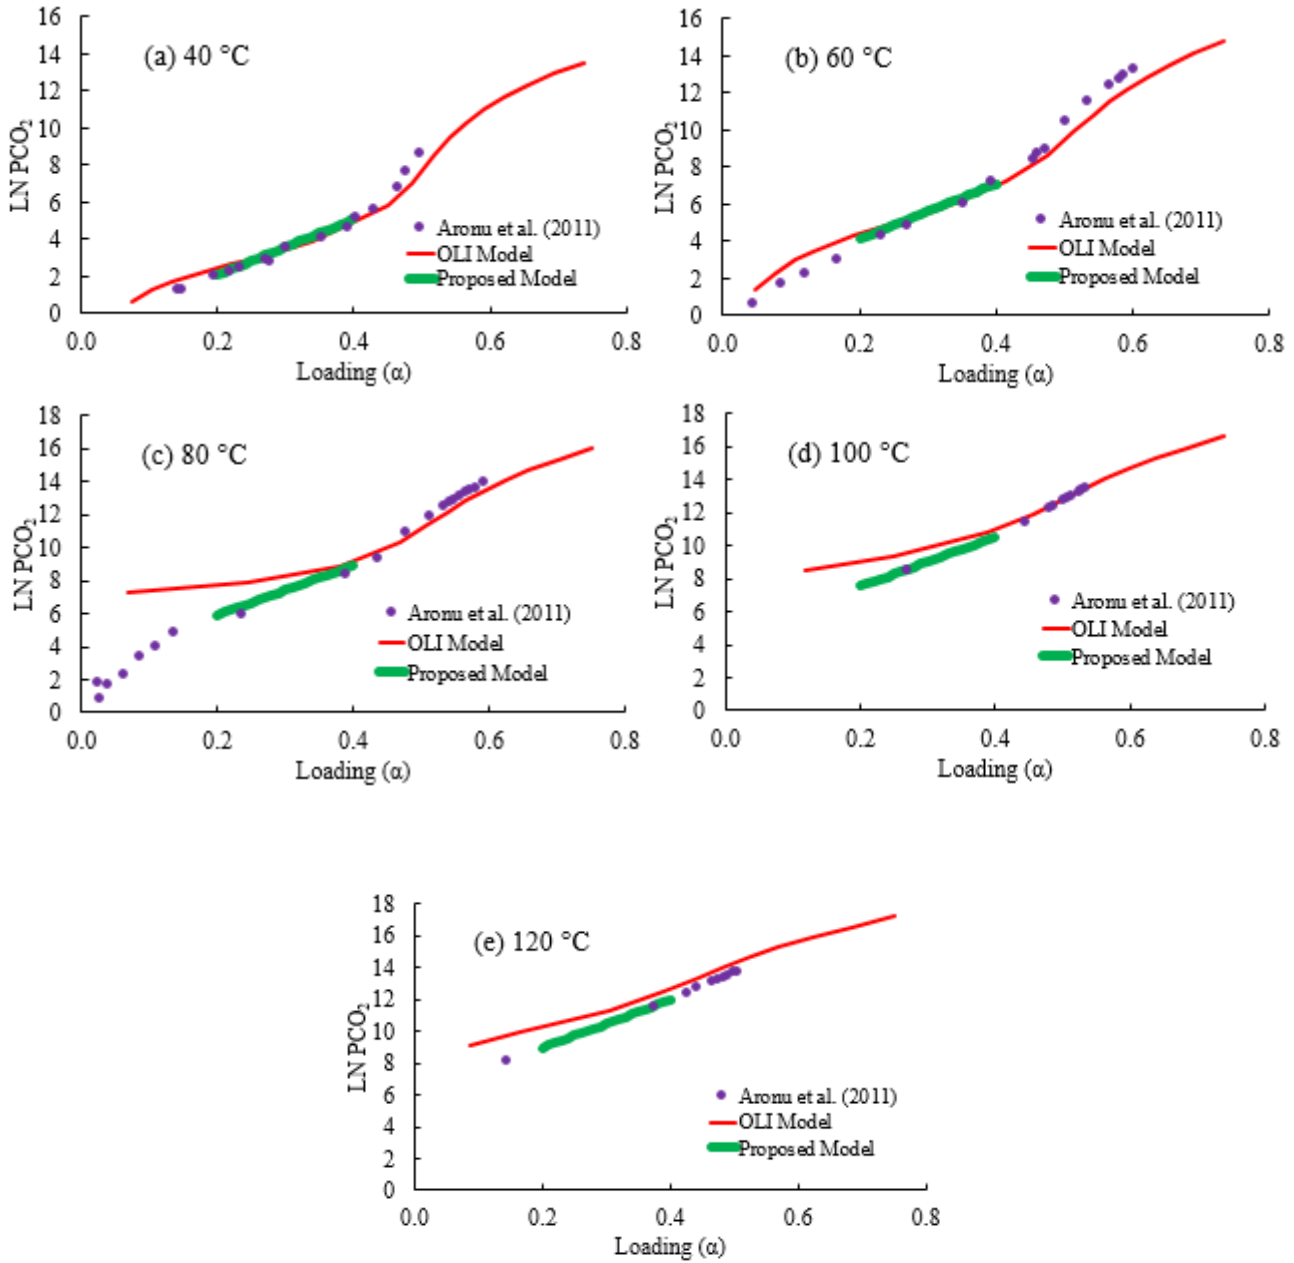 (a) 40 °C
LN PCO₂
16
14
12
10
8
6
4
2
0
0.0 0.2 0.4 0.6 0.8
Loading (α)
Aronu et al. (2011)
OLI Model
Proposed Model
(b) 60 °C
LN PCO₂
16
14
12
10
8
6
4
2
0
0.0 0.2 0.4 0.6 0.8
Loading (α)
Aronu et al. (2011)
OLI Model
Proposed Model
(c) 80 °C
LN PCO₂
18
16
14
12
10
8
6
4
2
0
0.0 0.2 0.4 0.6 0.8
Loading (α)
Aronu et al. (2011)
OLI Model
Proposed Model
(d) 100 °C
LN PCO₂
18
16
14
12
10
8
6
4
2
0
0.0 0.2 0.4 0.6 0.8
Loading (α)
Aronu et al. (2011)
OLI Model
Proposed Model
(e) 120 °C
LN PCO₂
18
16
14
12
10
8
6
4
2
0
0.0 0.2 0.4 0.6 0.8
Loading (α)
Aronu et al. (2011)
OLI Model
Proposed Model